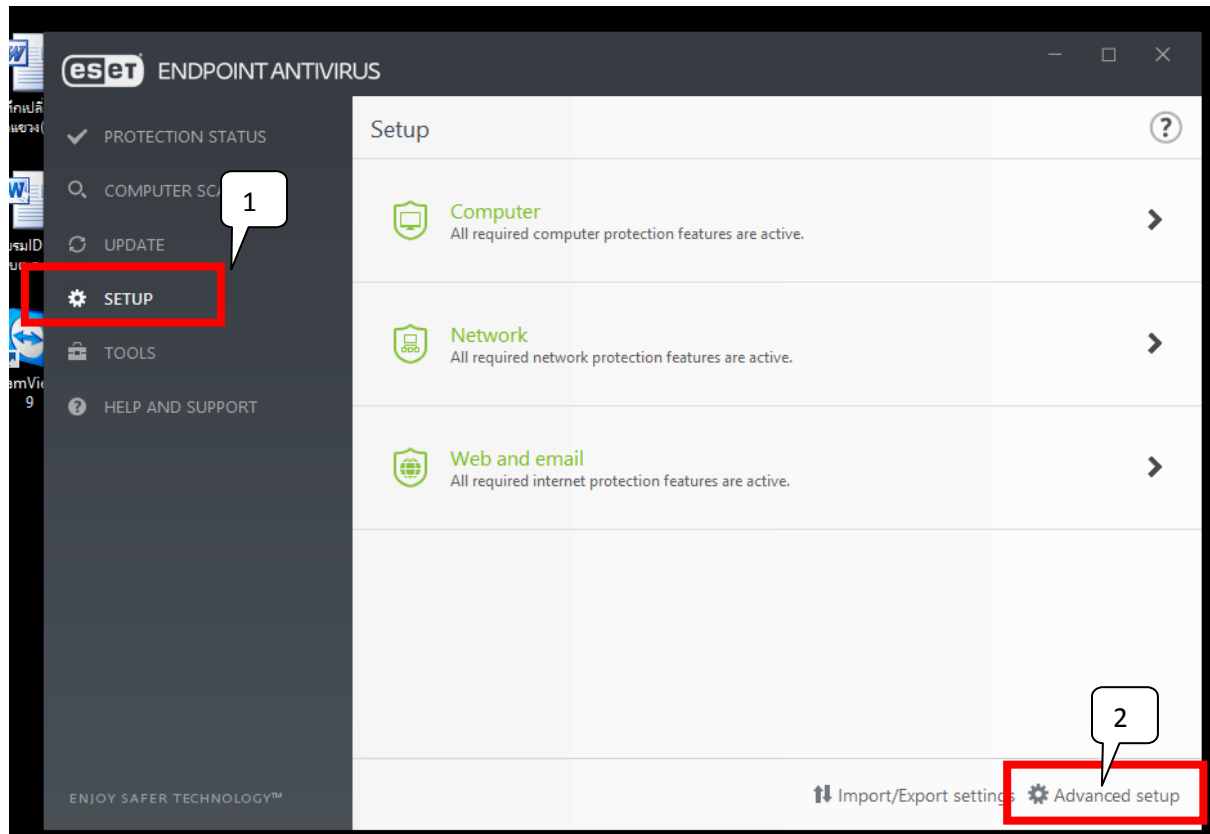 eset ENDPOINT ANTIVIRUS
PROTECTION STATUS
COMPUTER
1
UPDATE
SETUP
TOOLS
HELP AND SUPPORT
ENJOY SAFER TECHNOLOGY™
Setup
?
Computer
All required computer protection features are active.
Network
All required network protection features are active.
Web and email
All required internet protection features are active.
2
Import/Export settings
Advanced setup
9